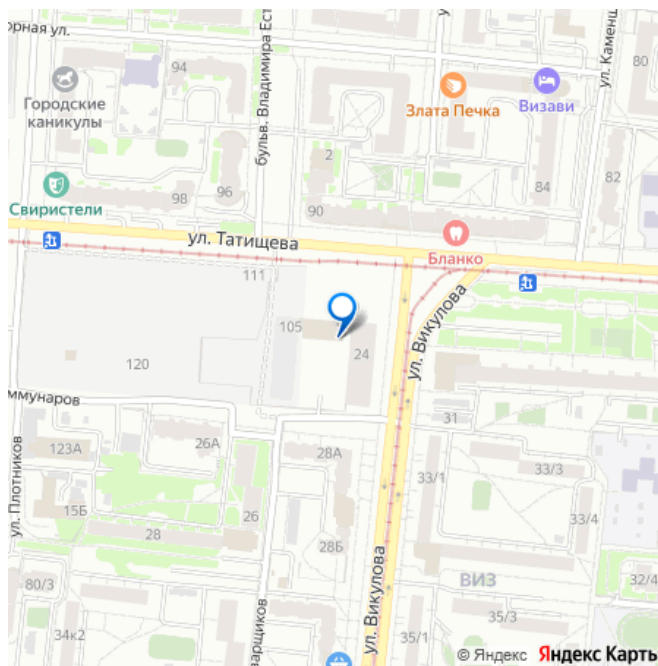 орная ул.
94
Городские
каникулы
бульв. Владимира Ест
2
Злата Печка
Визави
ул. Каменщ
84
82
Свиристели
98
96
90
Бланко
ул. Татищева
111
105
120
24
ул. Викулова
оммунаров
ул. Плотников
123А
26А
28А
31
33/1
33/3
33/4
15Б
28
26
28Б
ВИЗ
32/4
80/3
34к2
варщиков
ул. Викулова
35/1
35/3
© Яндекс Яндекс Карть